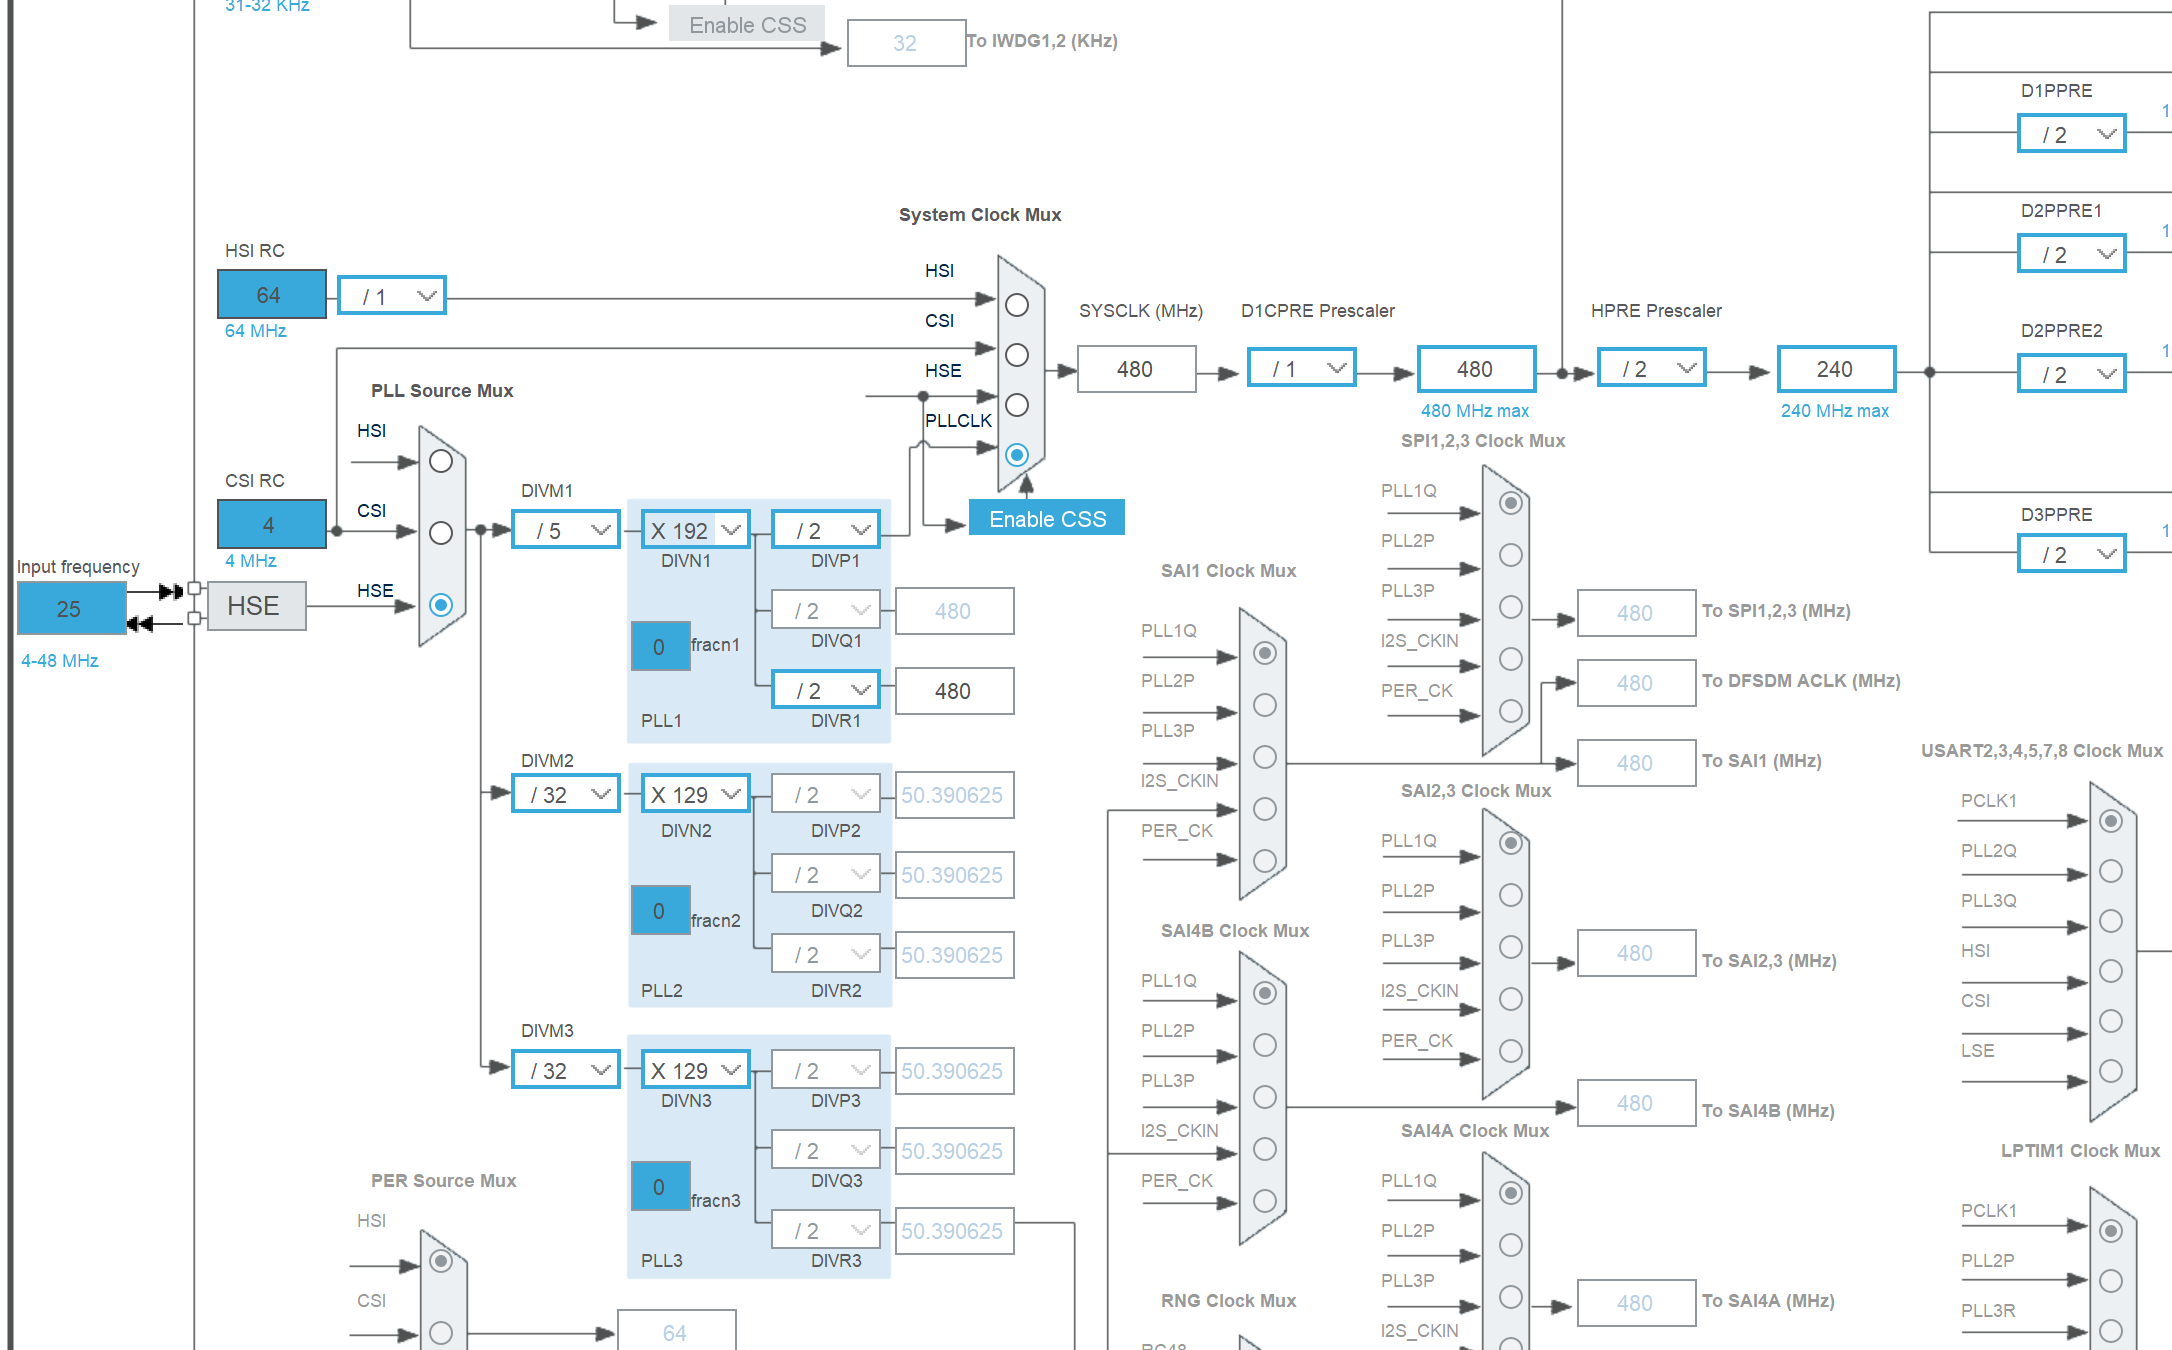 31-32 KHz
Enable CSS
32
To IWDG1,2 (KHz)
D1PPRE
/ 2
D2PPRE1
/ 2
D2PPRE2
/ 2
D3PPRE
/ 2
System Clock Mux
HSI RC
64
64 MHz
/ 1
HSI
CSI
HSE
PLLCLK
SYSCLK (MHz)
480
D1CPRE Prescaler
/ 1
480
480 MHz max
HPRE Prescaler
/ 2
240
240 MHz max
PLL Source Mux
HSI
CSI
HSE
CSI RC
4
4 MHz
Input frequency
25
4-48 MHz
HSE
Enable CSS
DIVM1
/ 5
X 192
DIVN1
/ 2
DIVP1
/ 2
DIVQ1
480
0
fracn1
/ 2
DIVR1
480
PLL1
DIVM2
/ 32
X 129
DIVN2
/ 2
DIVP2
50.390625
/ 2
DIVQ2
50.390625
0
fracn2
/ 2
DIVR2
50.390625
PLL2
DIVM3
/ 32
X 129
DIVN3
/ 2
DIVP3
50.390625
/ 2
DIVQ3
50.390625
0
fracn3
/ 2
DIVR3
50.390625
PLL3
PER Source Mux
HSI
CSI
64
SAI1 Clock Mux
PLL1Q
PLL2P
PLL3P
I2S_CKIN
PER_CK
480
To DFSDM ACLK (MHz)
480
To SAI1 (MHz)
SAI4B Clock Mux
PLL1Q
PLL2P
PLL3P
I2S_CKIN
PER_CK
480
To SAI4B (MHz)
RNG Clock Mux
SPI1,2,3 Clock Mux
PLL1Q
PLL2P
PLL3P
I2S_CKIN
PER_CK
480
To SPI1,2,3 (MHz)
SAI2,3 Clock Mux
PLL1Q
PLL2P
PLL3P
I2S_CKIN
PER_CK
480
To SAI2,3 (MHz)
SAI4A Clock Mux
PLL1Q
PLL2P
PLL3P
I2S_CKIN
480
To SAI4A (MHz)
USART2,3,4,5,7,8 Clock Mux
PCLK1
PLL2Q
PLL3Q
HSI
CSI
LSE
LPTIM1 Clock Mux
PCLK1
PLL2P
PLL3R